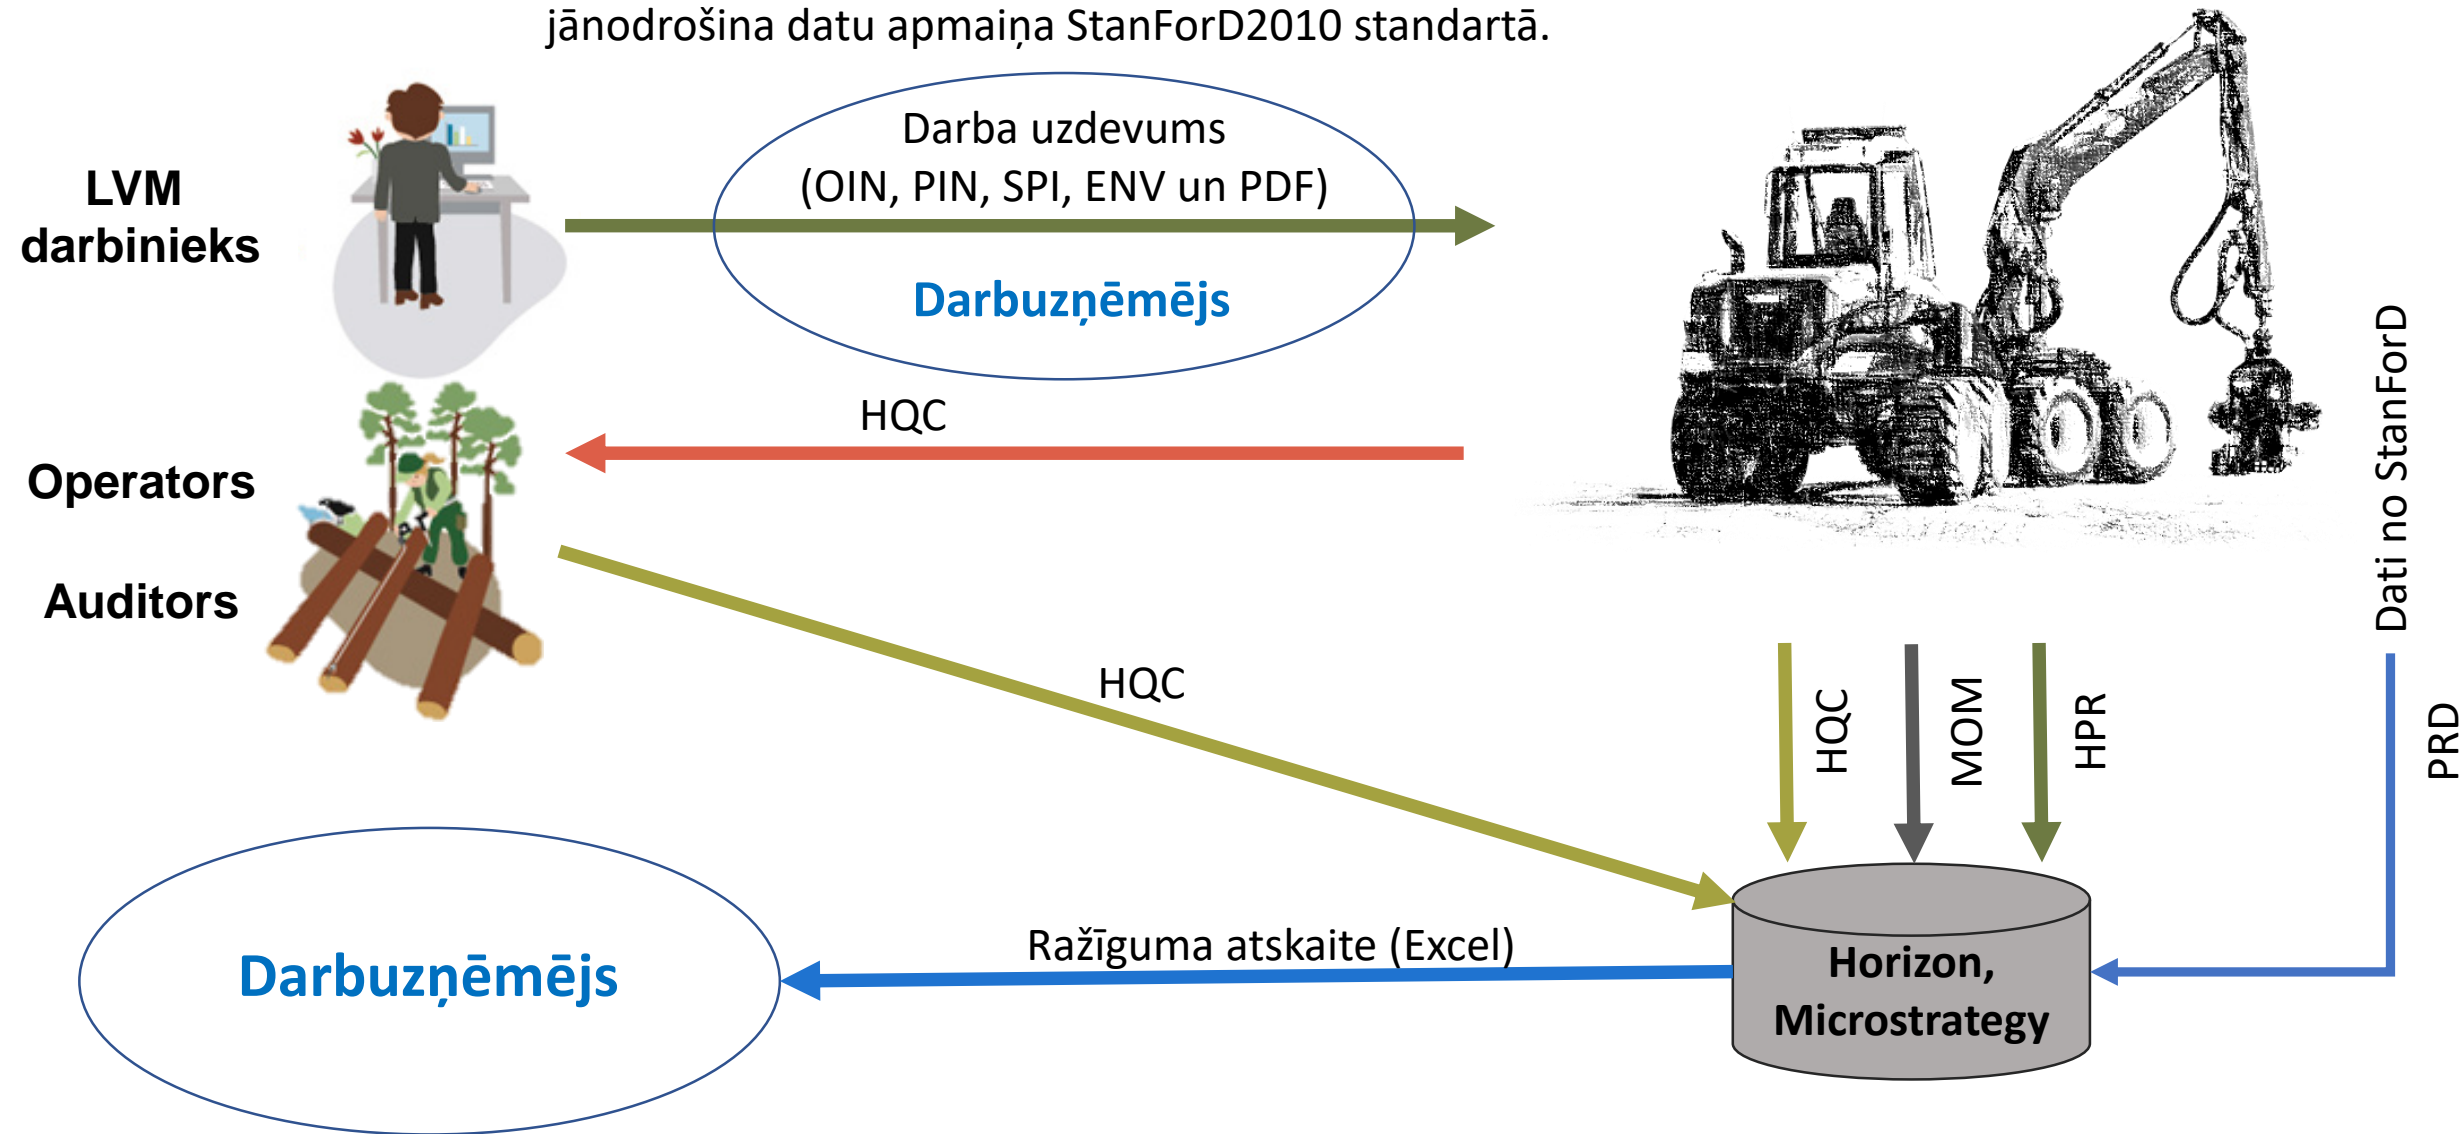 jānodrošina datu apmaiņa StanForD2010 standartā.
Darba uzdevums
(OIN, PIN, SPI, ENV un PDF)
Darbuzņēmējs
LVM
darbinieks
HQC
Operators
Auditors
HQC
Dati no StanForD
HQC
MOM
HPR
PRD
Ražīguma atskaite (Excel)
Darbuzņēmējs
Horizon,
Microstrategy